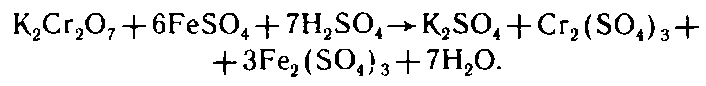 K₂Cr₂O₇+6FeSO₄+7H₂SO₄→K₂SO₄+Cr₂(SO₄)₃+
+3Fe₂(SO₄)₃+7H₂O.